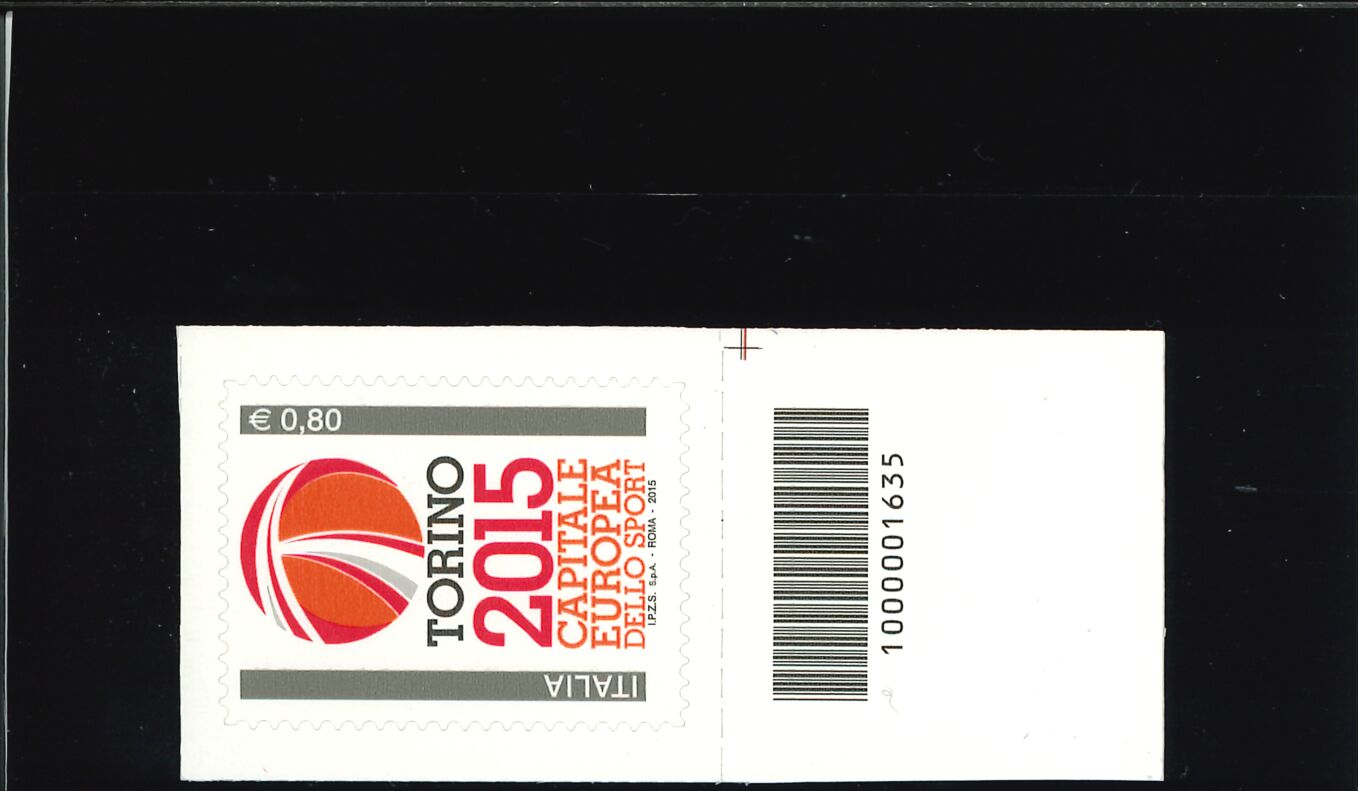 € 0,80
TORINO
2015
CAPITALE
EUROPEA
DELLO SPORT
I.P.Z.S. S.p.A. - ROMA - 2015
ITALIA
1000001635